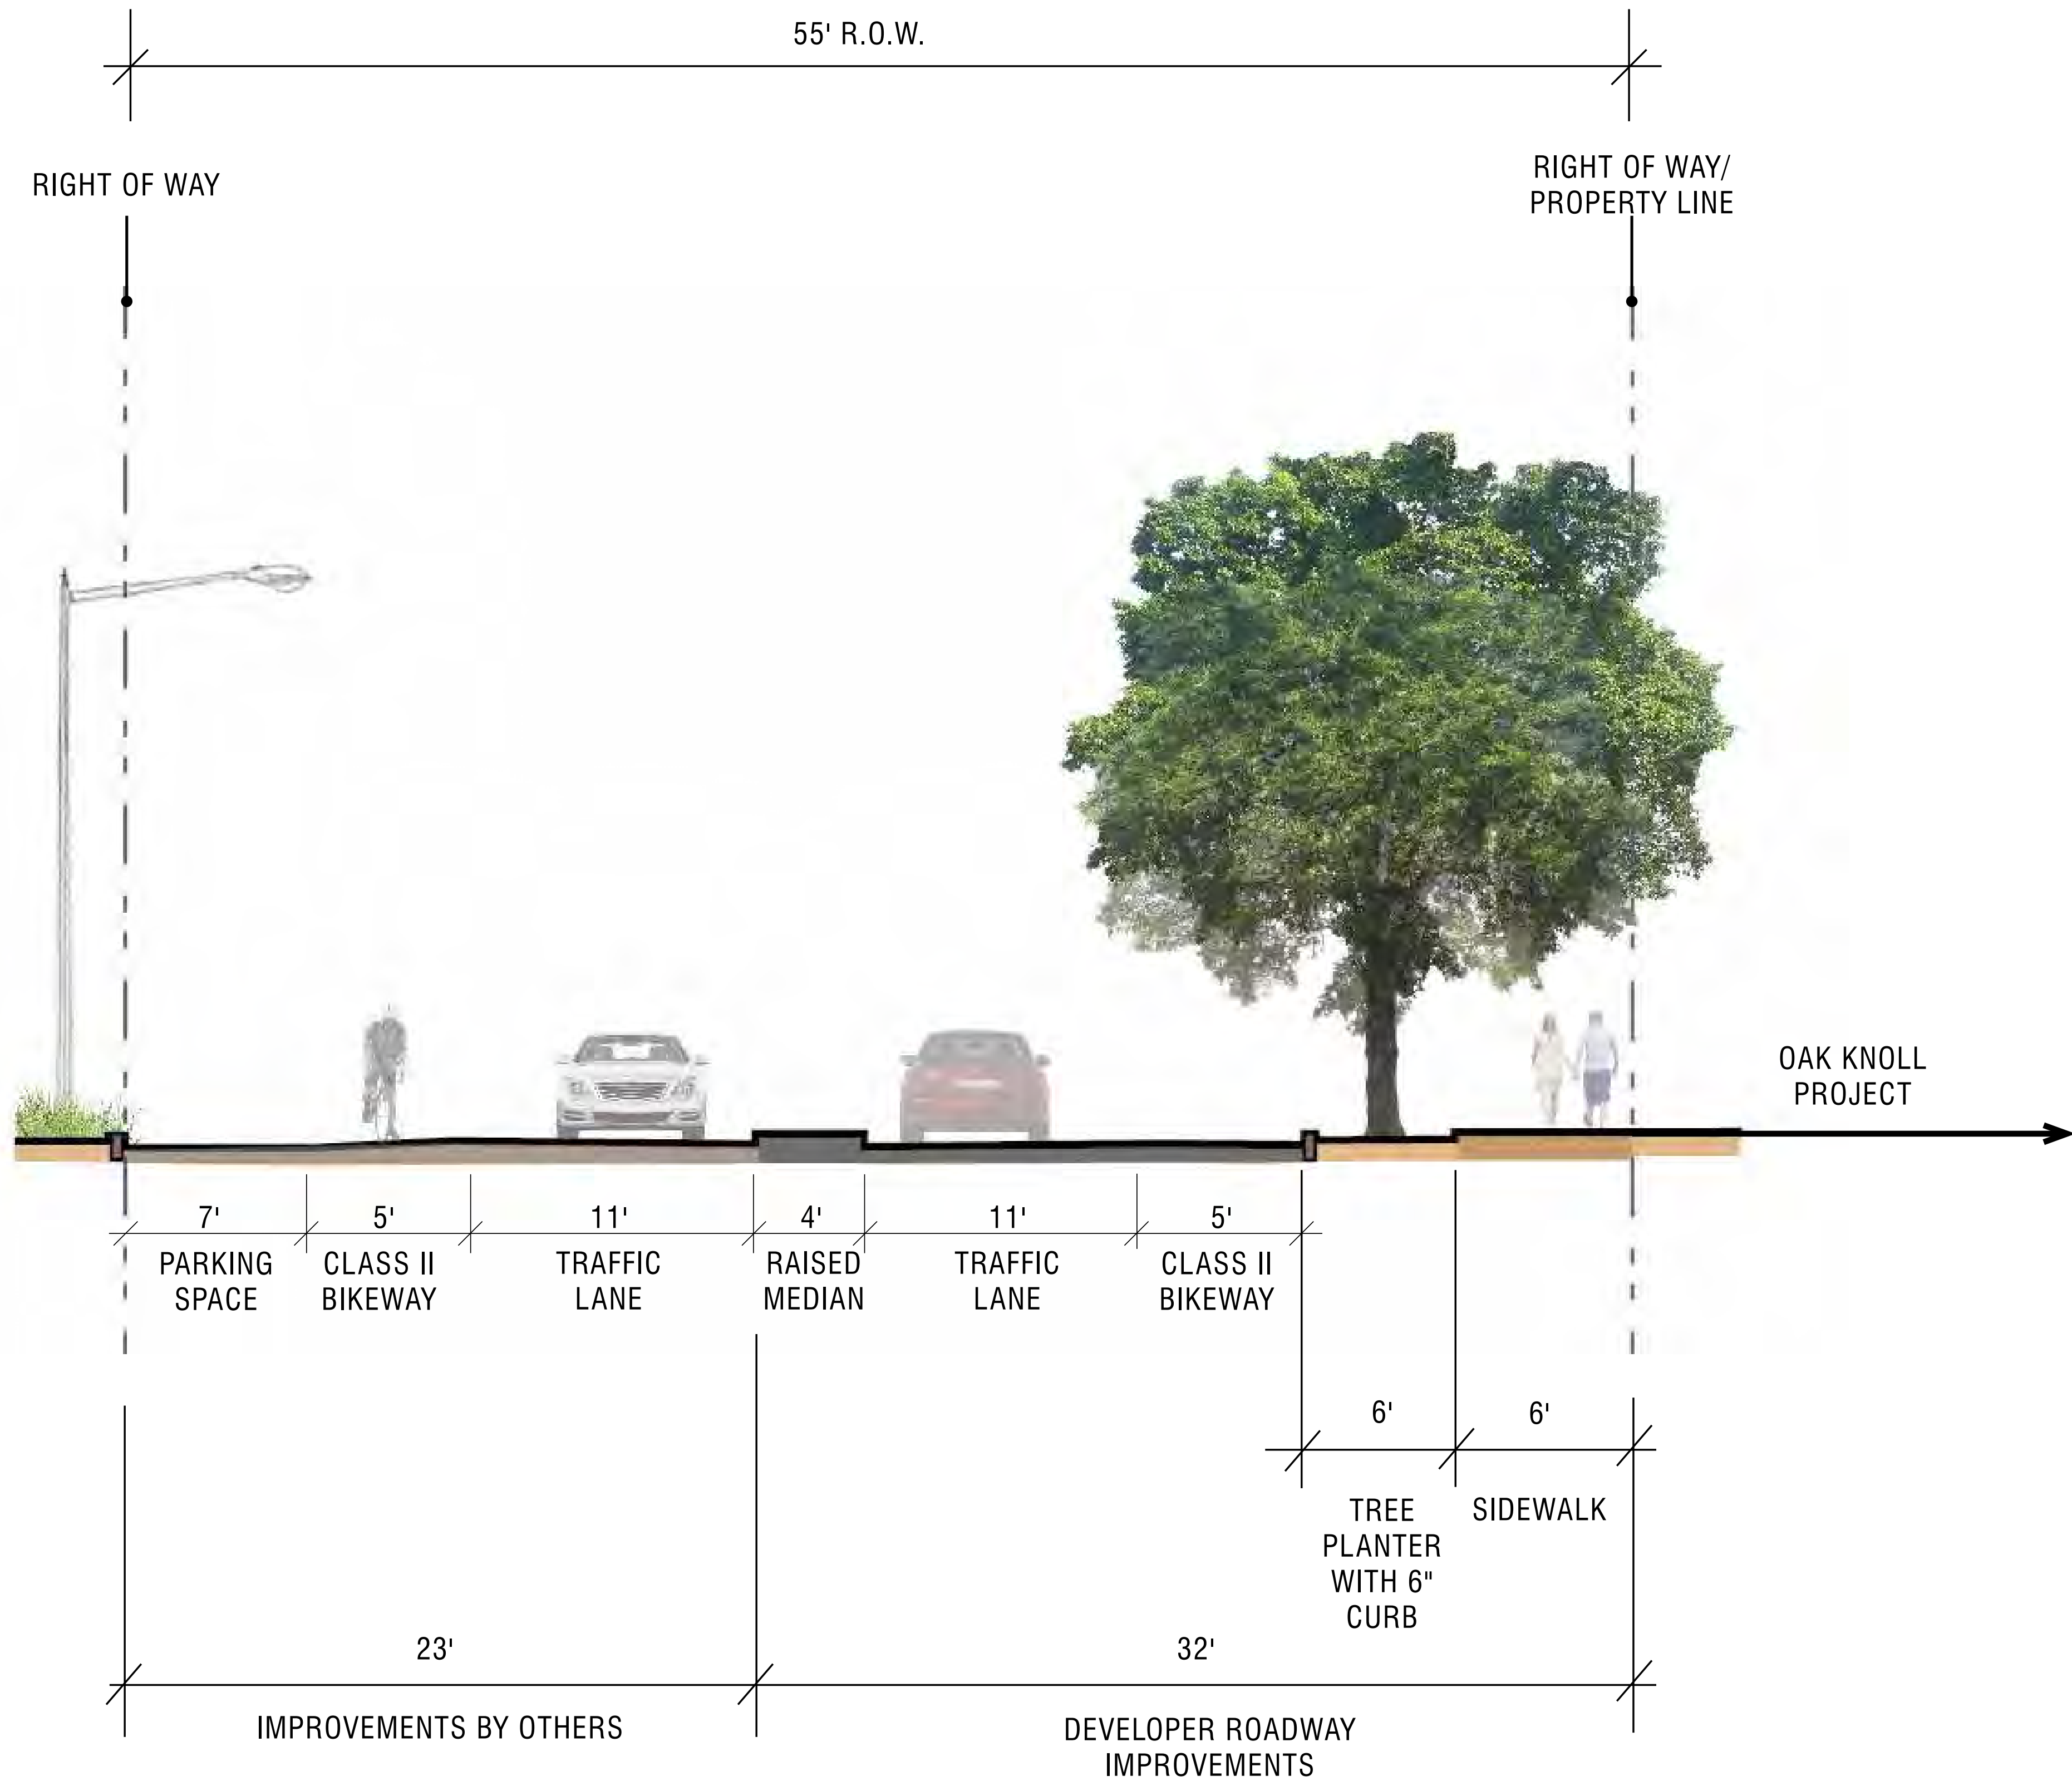 55' R.O.W.
RIGHT OF WAY
RIGHT OF WAY/
PROPERTY LINE
OAK KNOLL
PROJECT
7'
5'
11'
4'
11'
5'
PARKING
SPACE
CLASS II
BIKEWAY
TRAFFIC
LANE
RAISED
MEDIAN
TRAFFIC
LANE
CLASS II
BIKEWAY
6'
6'
TREE
PLANTER
WITH 6"
CURB
SIDEWALK
23'
32'
IMPROVEMENTS BY OTHERS
DEVELOPER ROADWAY
IMPROVEMENTS